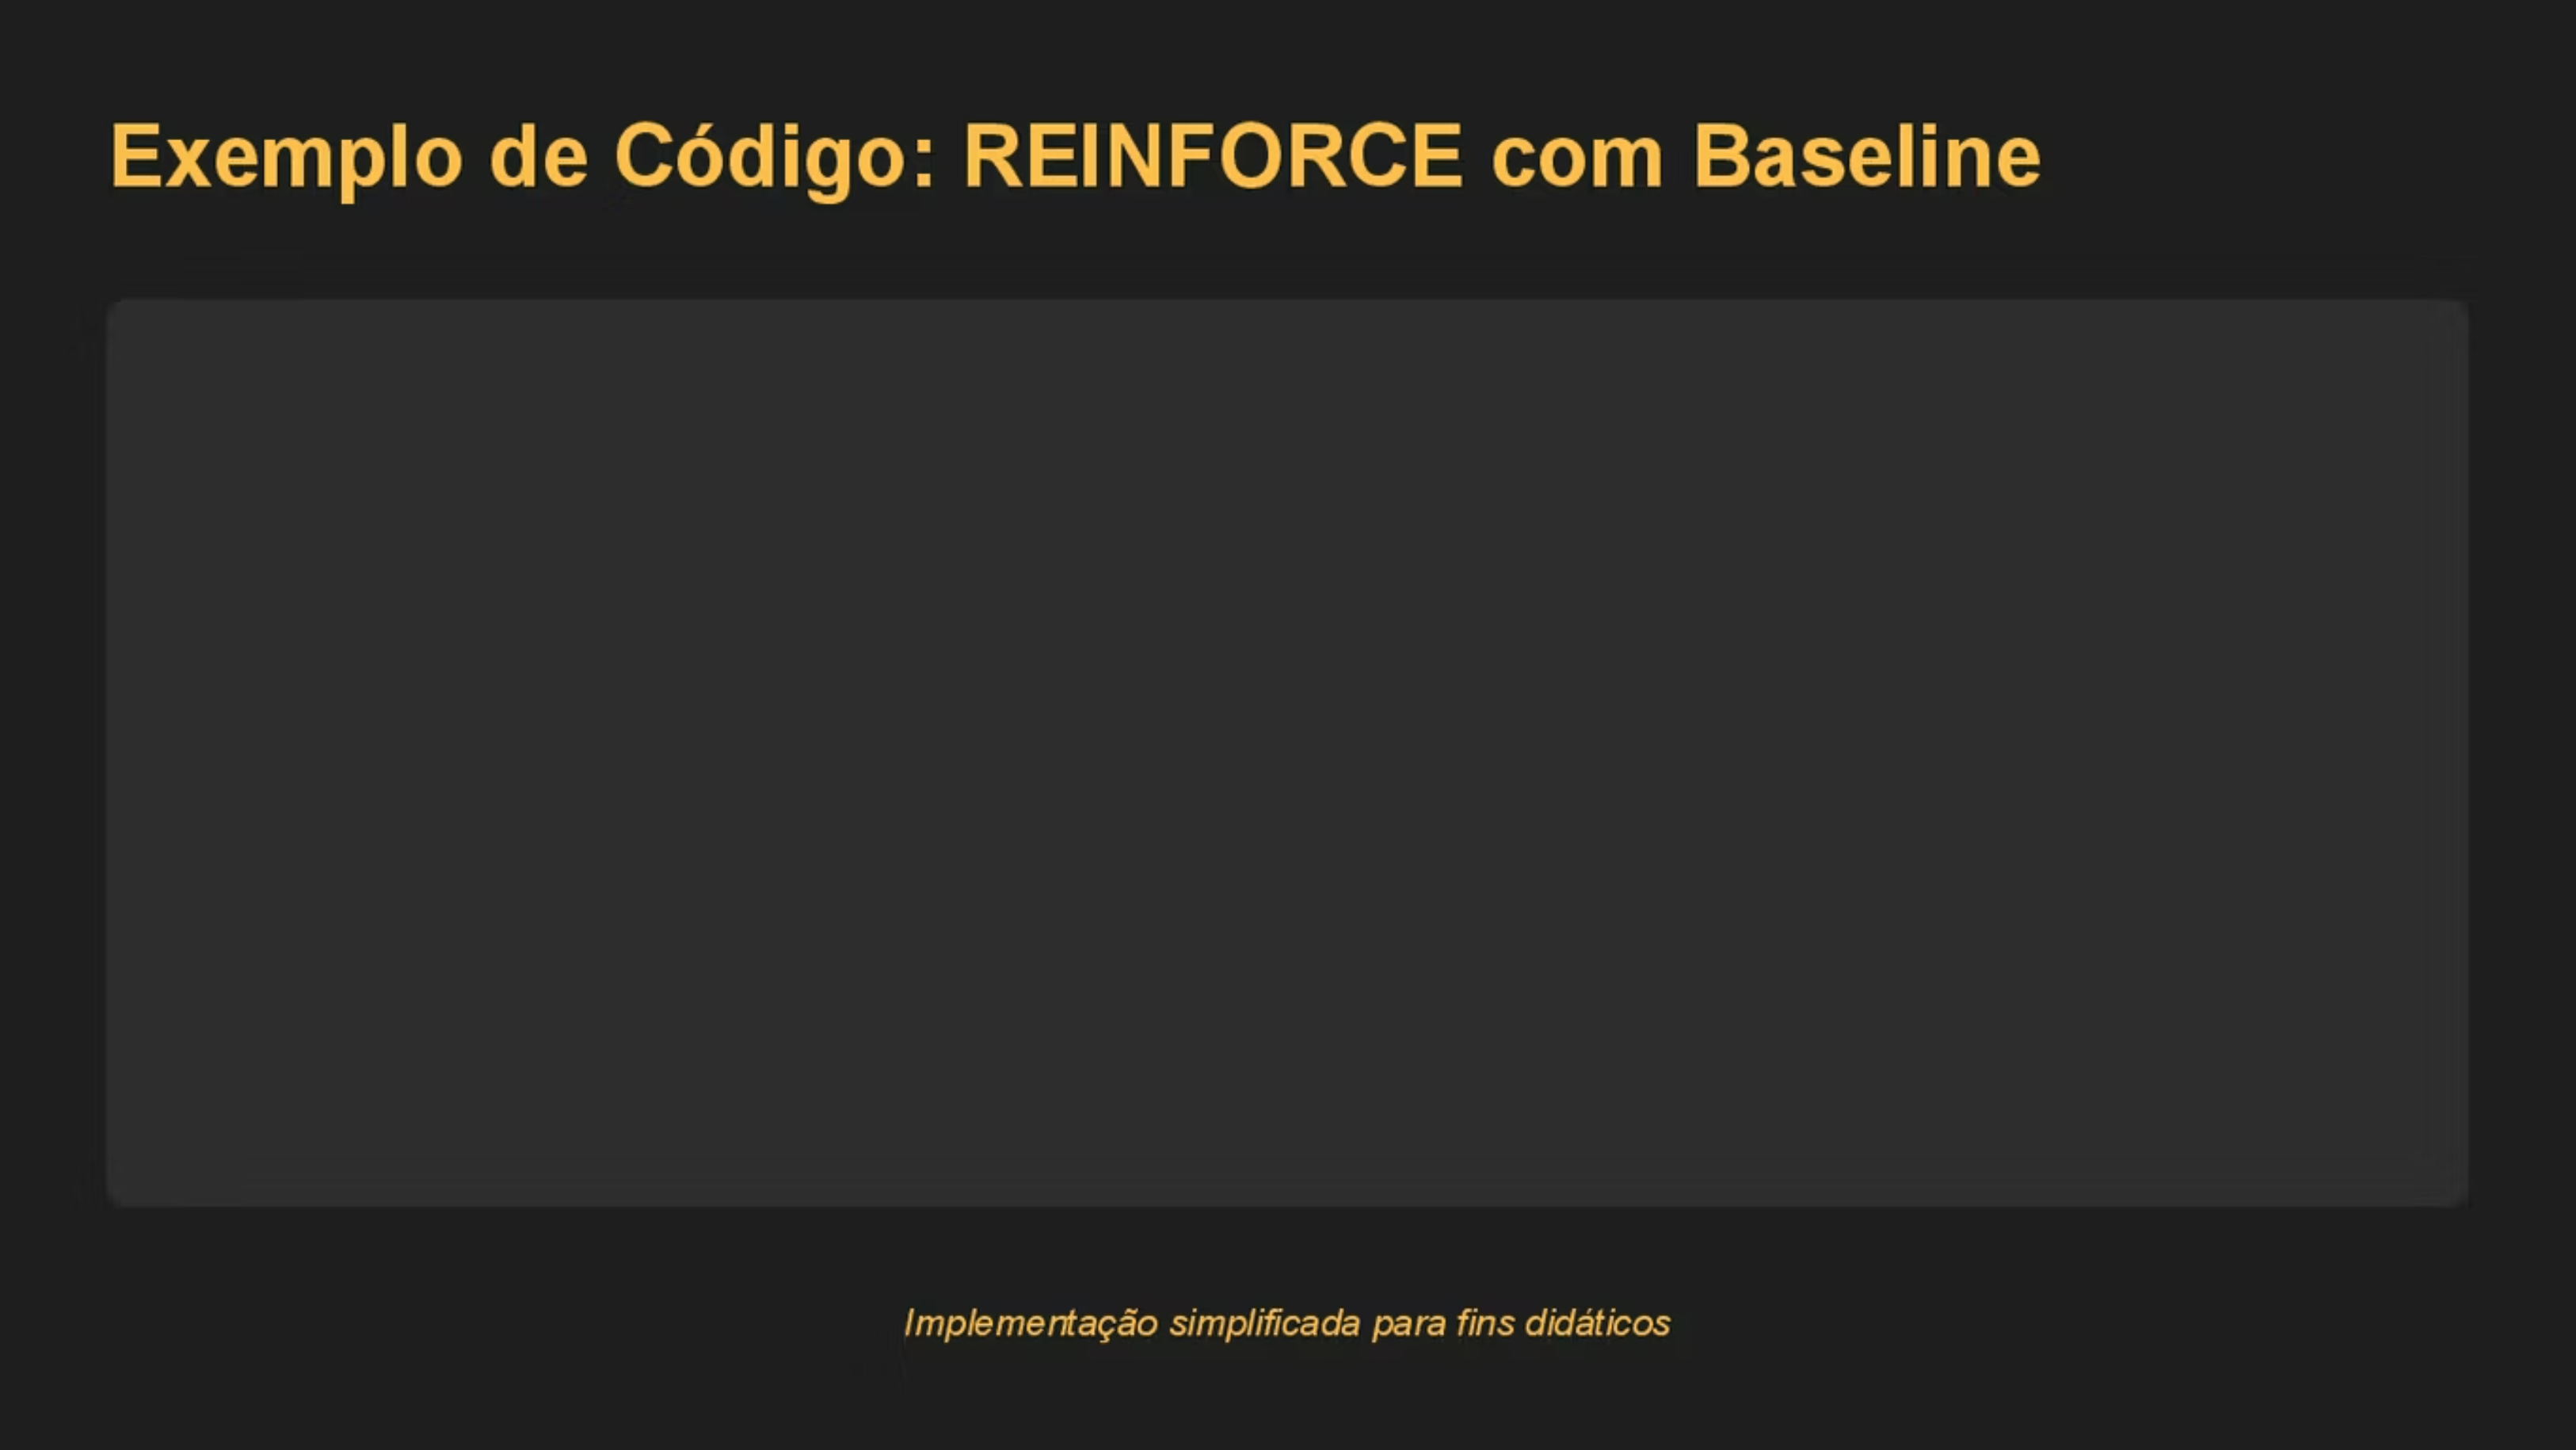 Exemplo de Código: REINFORCE com Baseline
Implementação simplificada para fins didáticos